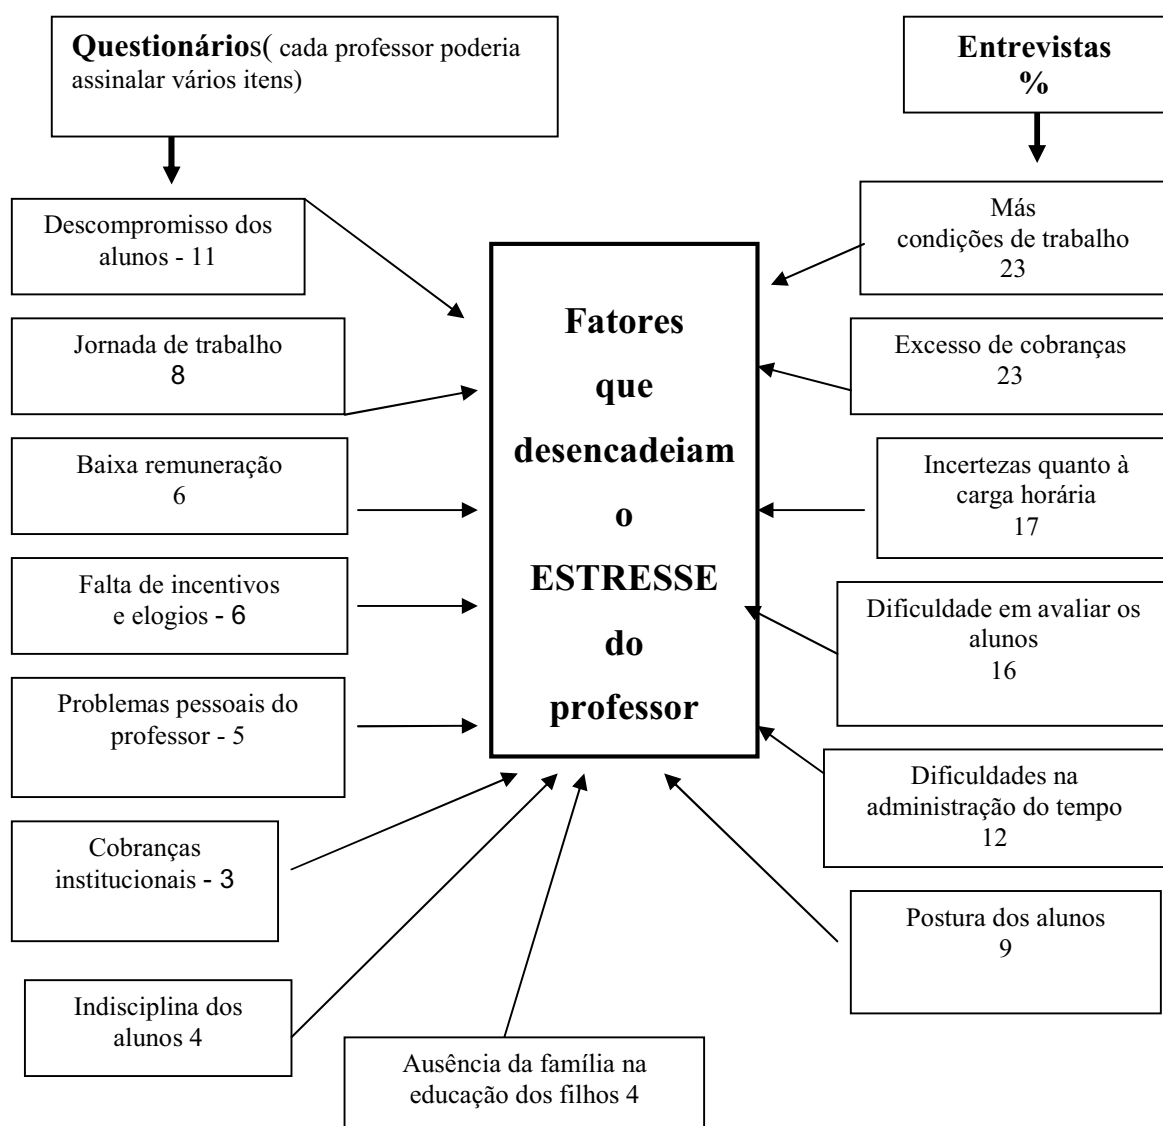 Questionários( cada professor poderia
assinalar vários itens)
Entrevistas
%
Descompromisso dos
alunos - 11
Jornada de trabalho
8
Baixa remuneração
6
Falta de incentivos
e elogios - 6
Problemas pessoais do
professor - 5
Cobranças
institucionais - 3
Indisciplina dos
alunos 4
Ausência da família na
educação dos filhos 4
Fatores
que
desencadeiam
o
ESTRESSE
do
professor
Más
condições de trabalho
23
Excesso de cobranças
23
Incertezas quanto à
carga horária
17
Dificuldade em avaliar os
alunos
16
Dificuldades na
administração do tempo
12
Postura dos alunos
9